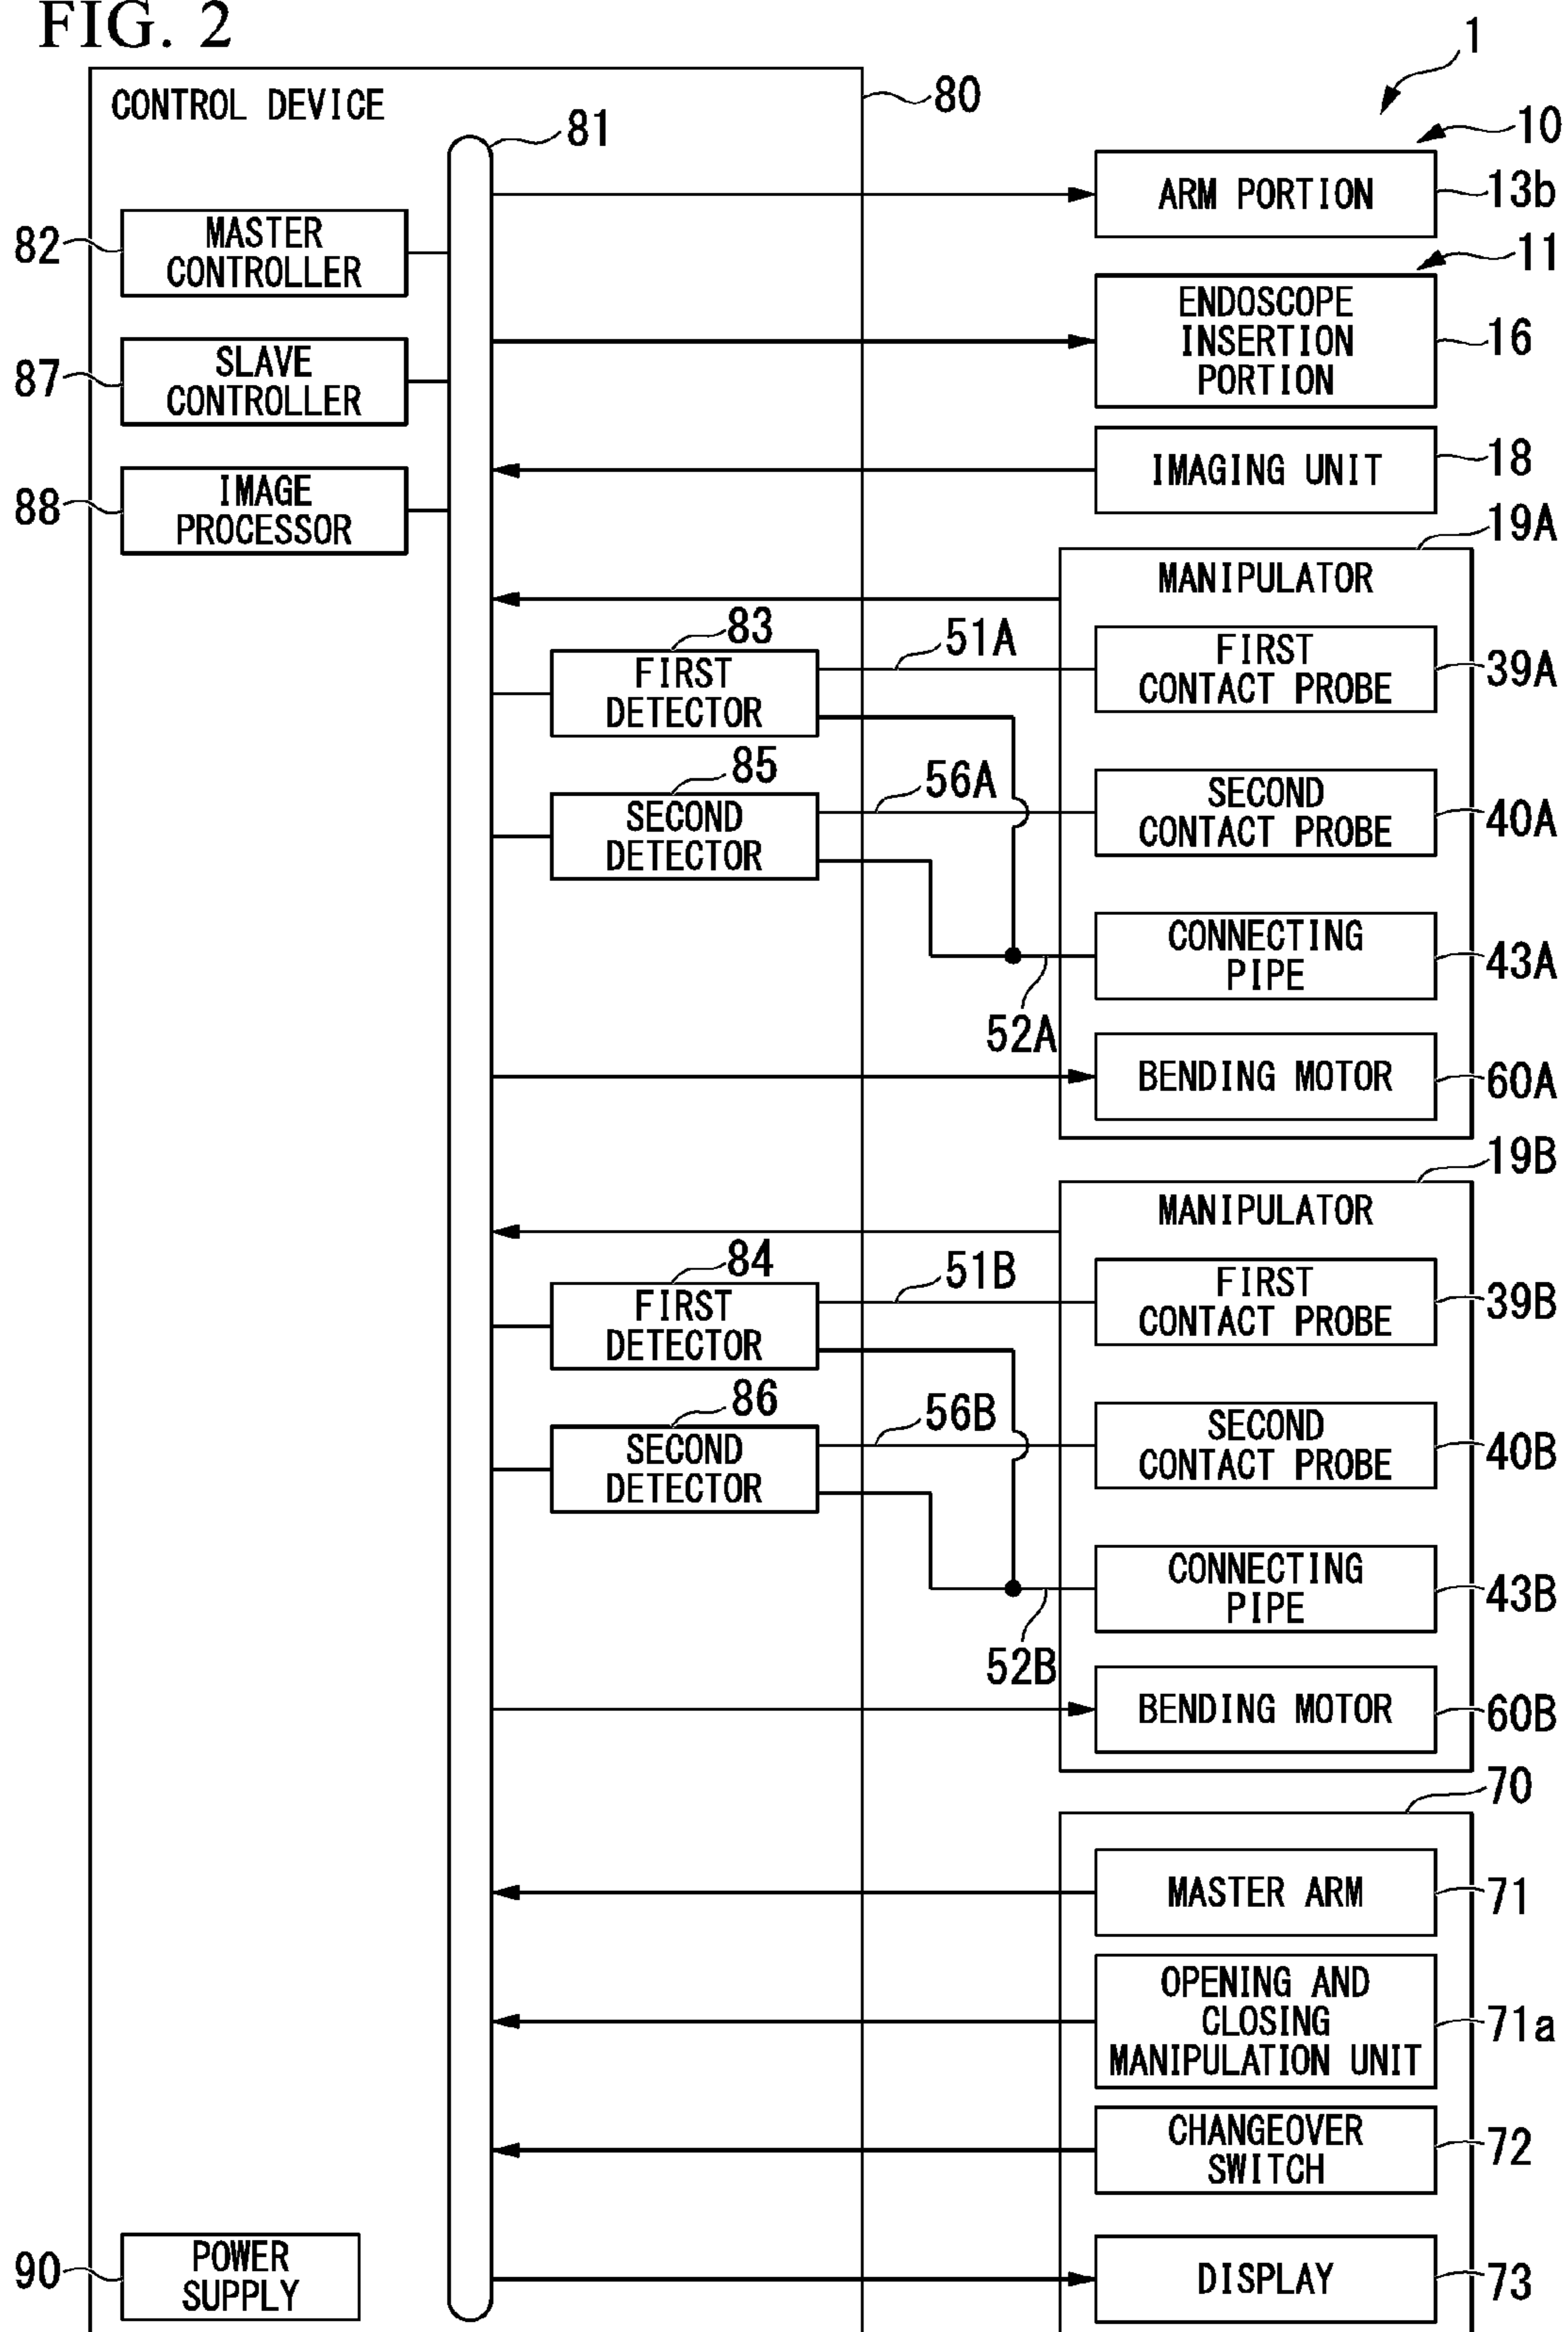 FIG. 2
1
CONTROL DEVICE
80
81
10
ARM PORTION
13b
82
MASTER
CONTROLLER
11
ENDOSCOPE
INSERTION
PORTION
16
87
SLAVE
CONTROLLER
IMAGING UNIT
18
88
IMAGE
PROCESSOR
19A
MANIPULATOR
83
FIRST
DETECTOR
51A
FIRST
CONTACT PROBE
39A
85
SECOND
DETECTOR
56A
SECOND
CONTACT PROBE
40A
CONNECTING
PIPE
43A
52A
BENDING MOTOR
60A
19B
MANIPULATOR
84
FIRST
DETECTOR
51B
FIRST
CONTACT PROBE
39B
86
SECOND
DETECTOR
56B
SECOND
CONTACT PROBE
40B
CONNECTING
PIPE
43B
52B
BENDING MOTOR
60B
70
MASTER ARM
71
OPENING AND
CLOSING
MANIPULATION UNIT
71a
CHANGEOVER
SWITCH
72
90
POWER
SUPPLY
DISPLAY
73